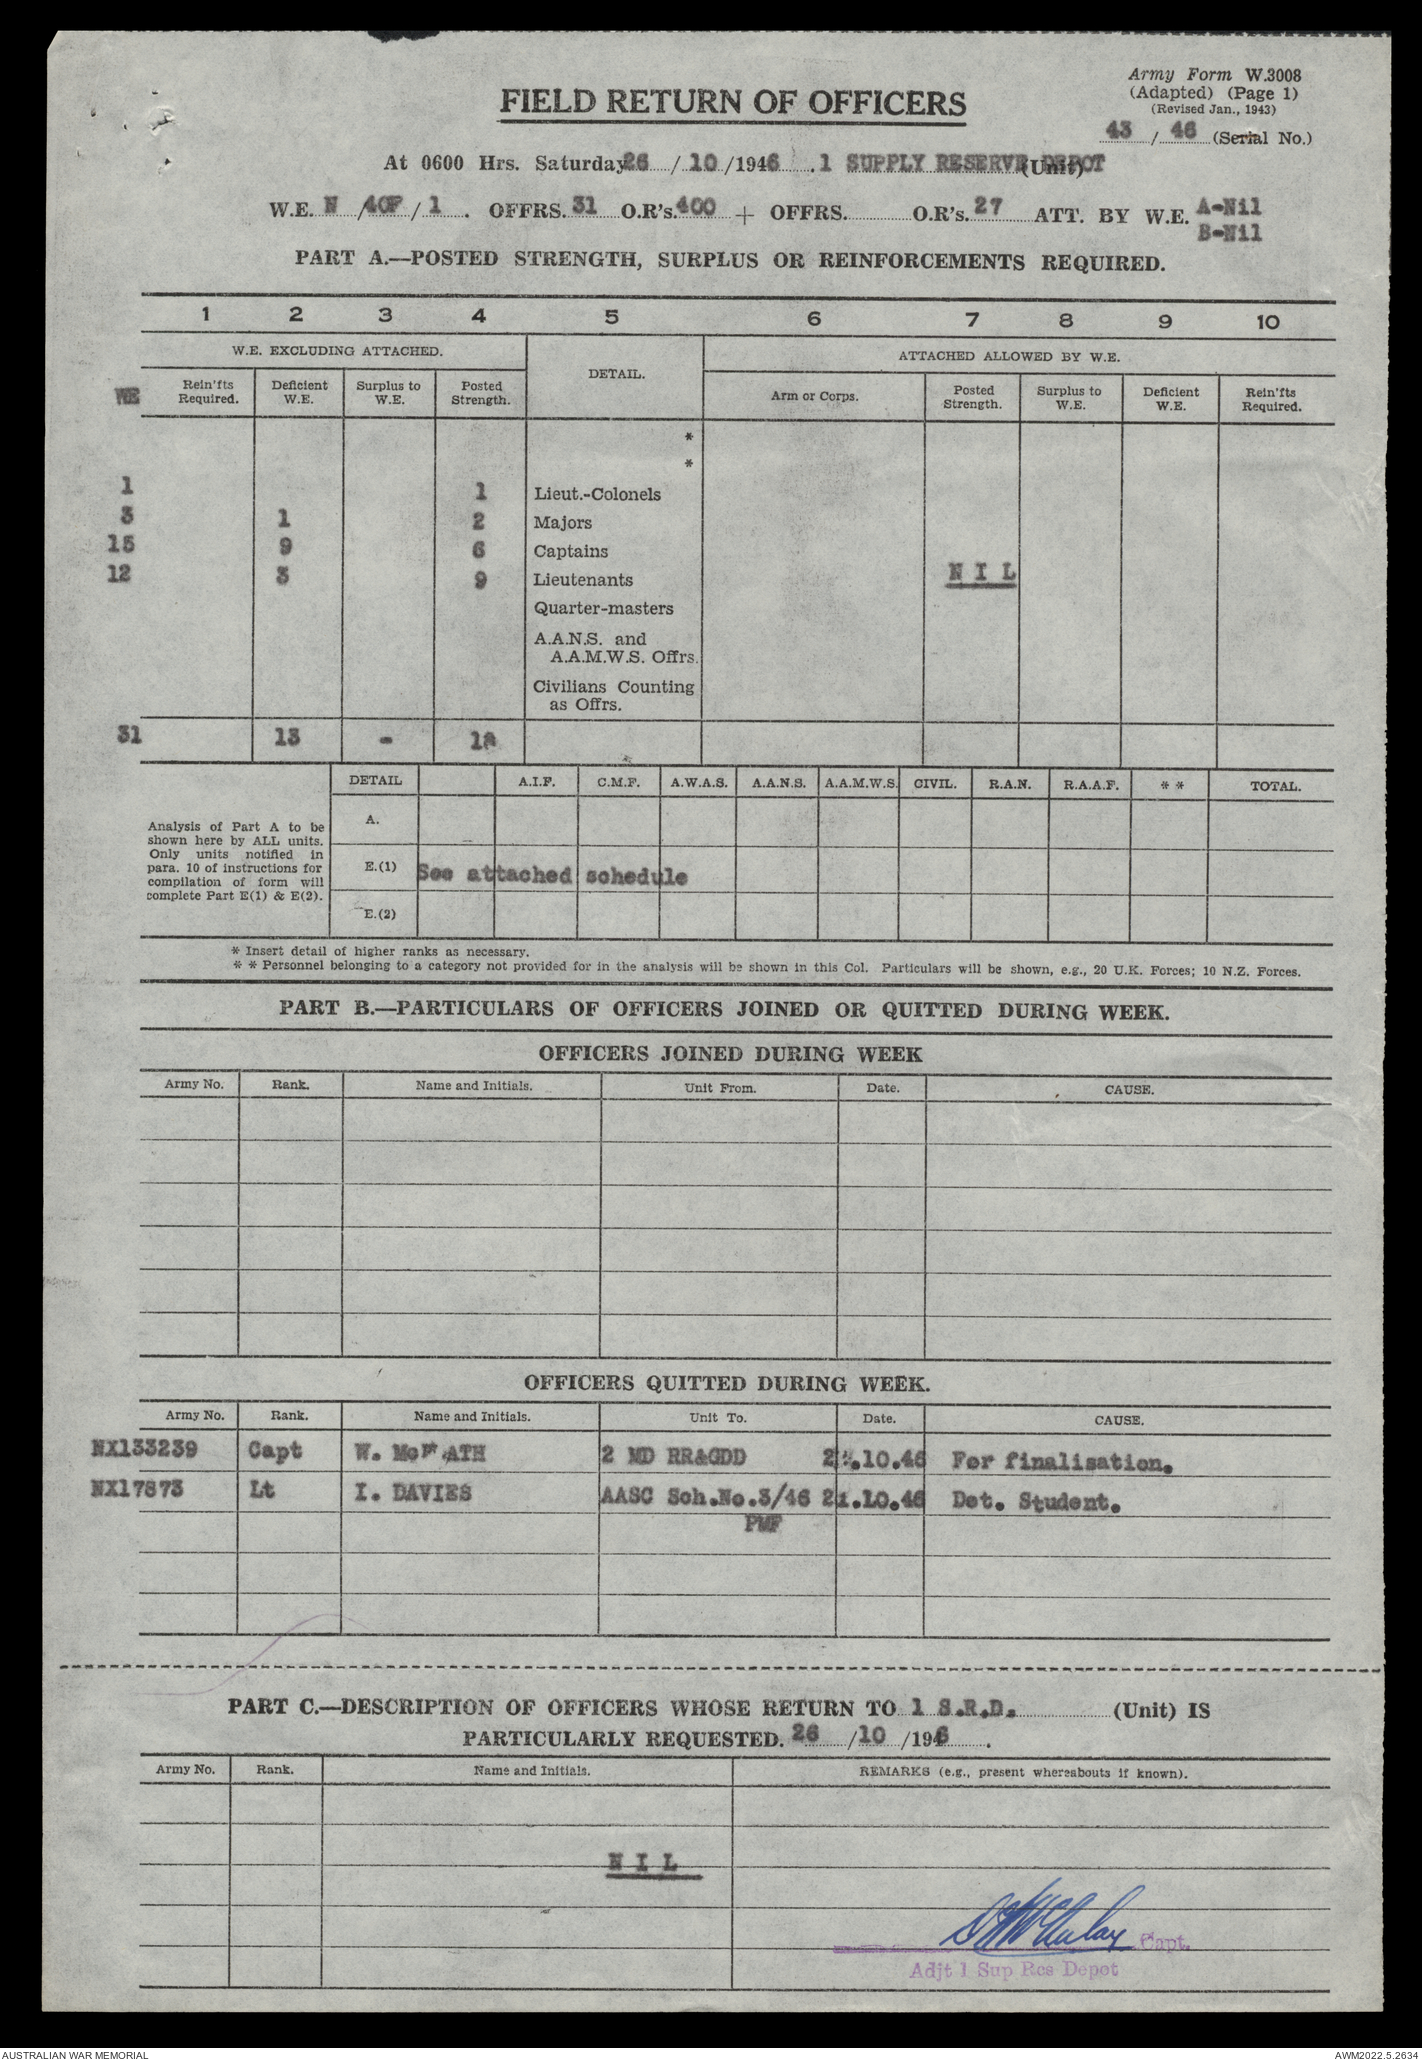 Army Form W.3008
(Adapted) (Page 1)
(Revised Jan., 1943)
FIELD RETURN OF OFFICERS
43 / 46 (Serial No.)
At 0600 Hrs. Saturday 26 / 10 /1946 . 1 SUPPLY RESERVE DEPOT (Unit)
W.E. N /40F / 1 . OFFRS. 31 O.R's. 400 + OFFRS. O.R's. 27 ATT. BY W.E. A-Nil
B-Nil
PART A.—POSTED STRENGTH, SURPLUS OR REINFORCEMENTS REQUIRED.
1 2 3 4 5 6 7 8 9 10
W.E. EXCLUDING ATTACHED. DETAIL. ATTACHED ALLOWED BY W.E.
WE Rein'fts Required. Deficient W.E. Surplus to W.E. Posted Strength. Arm or Corps. Posted Strength. Surplus to W.E. Deficient W.E. Rein'fts Required.
*
*
1 1 Lieut.-Colonels
3 1 2 Majors
15 9 6 Captains
12 3 9 Lieutenants N I L
Quarter-masters
A.A.N.S. and
A.A.M.W.S. Offrs.
Civilians Counting
as Offrs.
31 13 - 18
DETAIL A.I.F. C.M.F. A.W.A.S. A.A.N.S. A.A.M.W.S. CIVIL. R.A.N. R.A.A.F. * * TOTAL.
Analysis of Part A to be
shown here by ALL units.
Only units notified in
para. 10 of instructions for
compilation of form will
complete Part E(1) & E(2).
A.
E.(1) See attached schedule
E.(2)
* Insert detail of higher ranks as necessary.
* * Personnel belonging to a category not provided for in the analysis will be shown in this Col. Particulars will be shown, e.g., 20 U.K. Forces; 10 N.Z. Forces.
PART B.—PARTICULARS OF OFFICERS JOINED OR QUITTED DURING WEEK.
OFFICERS JOINED DURING WEEK
Army No. Rank. Name and Initials. Unit From. Date. CAUSE.
OFFICERS QUITTED DURING WEEK.
Army No. Rank. Name and Initials. Unit To. Date. CAUSE.
NX133239 Capt W. 2 MD RR&GDD .10.46 For finalisation.
NX17873 Lt I. DAVIES AASC Sch.No.3/46 21.10.46 Det. Student.
PMF
PART C.—DESCRIPTION OF OFFICERS WHOSE RETURN TO 1 S.R.D. (Unit) IS
PARTICULARLY REQUESTED. 26 /10 /1946 .
Army No. Rank. Name and Initials. REMARKS (e.g., present whereabouts if known).
N I L
Capt.
Adjt 1 Sup Res Depot
AUSTRALIAN WAR MEMORIAL AWM2022.5.2634